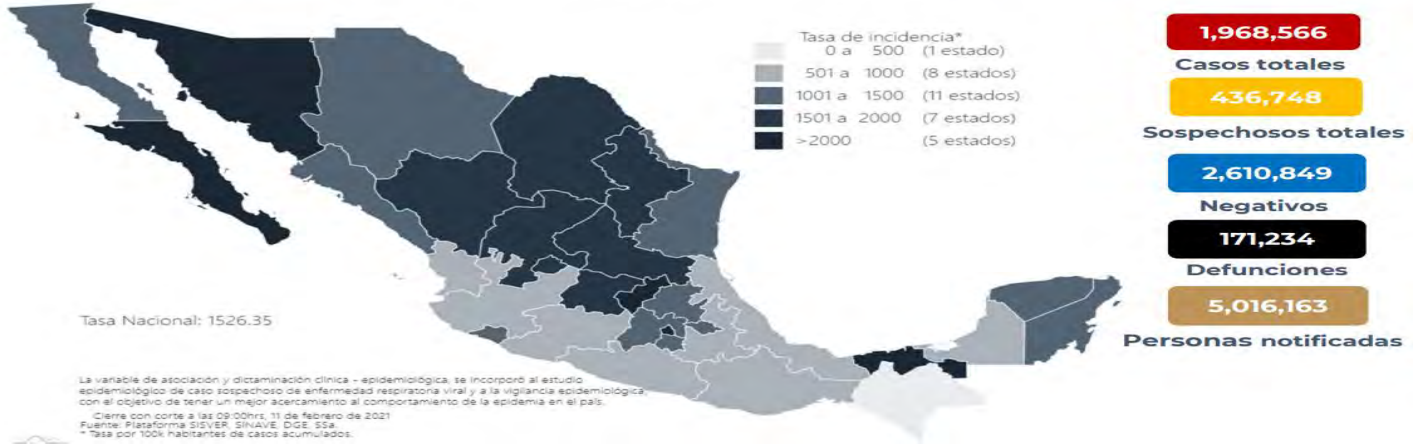 Tasa de incidencia*
0 a 500 (1 estado)
501 a 1000 (8 estados)
1001 a 1500 (11 estados)
1501 a 2000 (7 estados)
>2000 (5 estados)
1,968,566
Casos totales
436,748
Sospechosos totales
2,610,849
Negativos
171,234
Defunciones
5,016,163
Personas notificadas
Tasa Nacional: 1526.35
La variable de asociación y dictaminación clínica - epidemiológica, se incorporó al estudio
epidemiológico de caso sospechoso de enfermedad respiratoria viral y a la vigilancia epidemiológica,
con el objetivo de tener un mejor acercamiento al comportamiento de la epidemia en el país.
Cierre con corte a las 09:00hrs, 11 de febrero de 2021
Fuente: Plataforma SISVER, SINAVE, DGE, SSa.
* Tasa por 100k habitantes de casos acumulados.